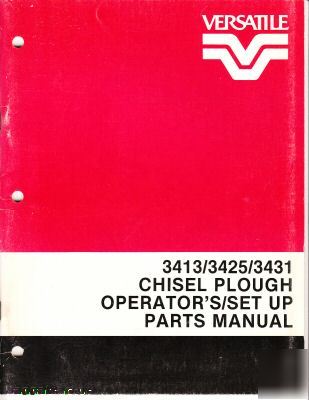 VERSATILE
3413/3425/3431
CHISEL PLOUGH
OPERATOR'S/SET UP
PARTS MANUAL